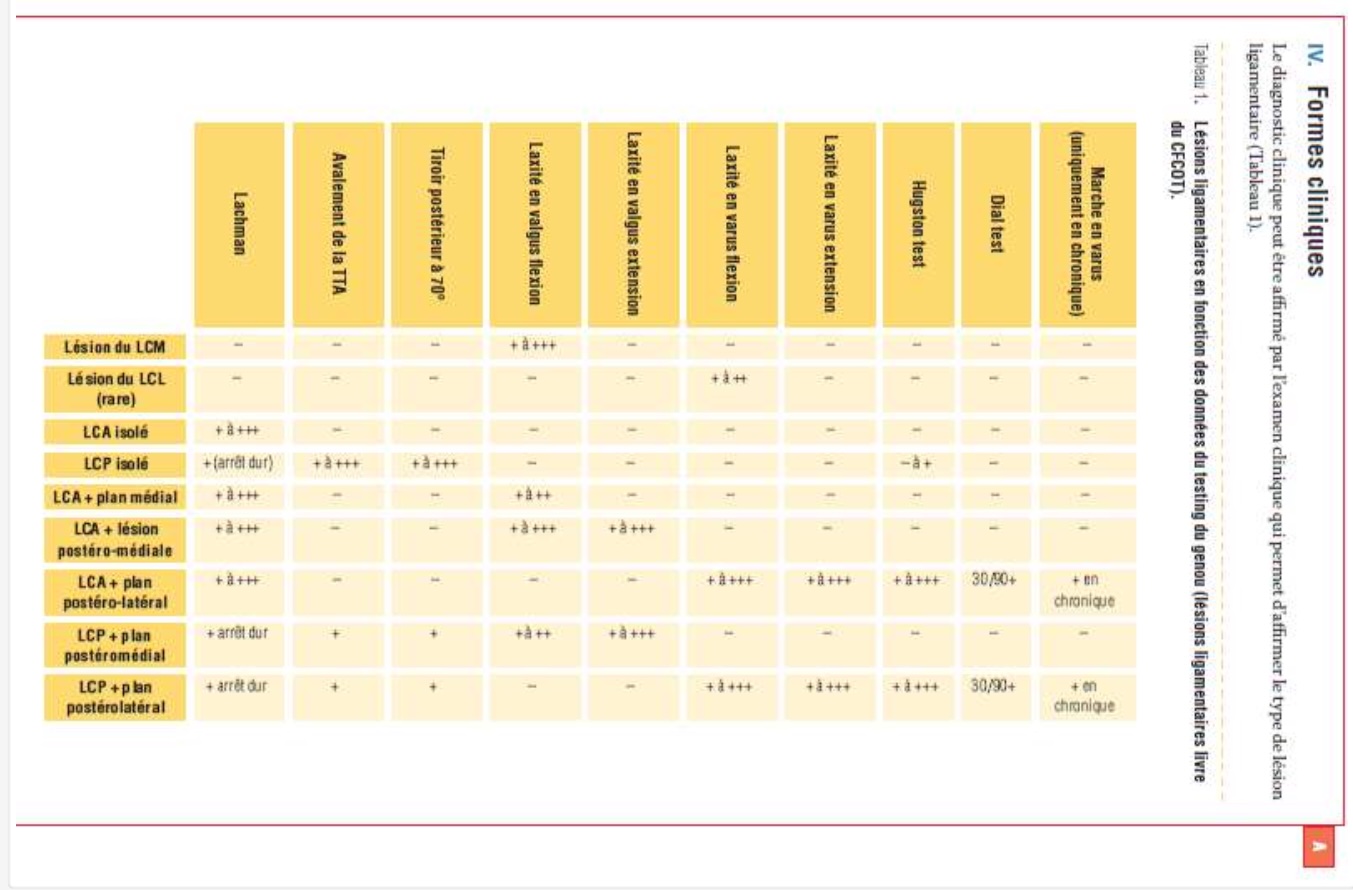 IV. Formes cliniques
Le diagnostic clinique peut être affirmé par l'examen clinique qui permet d'affirmer le type de lésion
ligamentaire (Tableau 1).
Tableau 1. Lésions ligamentaires en fonction des données du testing du genou (lésions ligamentaires livre
du CFCOT).
Lachman
Avalement de la TTA
Tiroir postérieur à 70°
Laxité en valgus flexion
Laxité en valgus extension
Laxité en varus flexion
Laxité en varus extension
Hugston test
Dial test
Marche en varus
(uniquement en chronique)
Lésion du LCM – – – + à +++ – – – – – –
Lésion du LCL
(rare) – – – – – + à ++ – – – –
LCA isolé + à +++ – – – – – – – – –
LCP isolé + (arrêt dur) + à +++ + à +++ – – – – – à + – –
LCA + plan médial + à +++ – – + à ++ – – – – – –
LCA + lésion
postéro-médiale + à +++ – – + à +++ + à +++ – – – – –
LCA + plan
postéro-latéral + à +++ – – – – + à +++ + à +++ + à +++ 30/90+ + en
chronique
LCP + plan
postéromédial + arrêt dur + + + à ++ + à +++ – – – – –
LCP + plan
postérolatéral + arrêt dur + + – – + à +++ + à +++ + à +++ 30/90+ + en
chronique
A